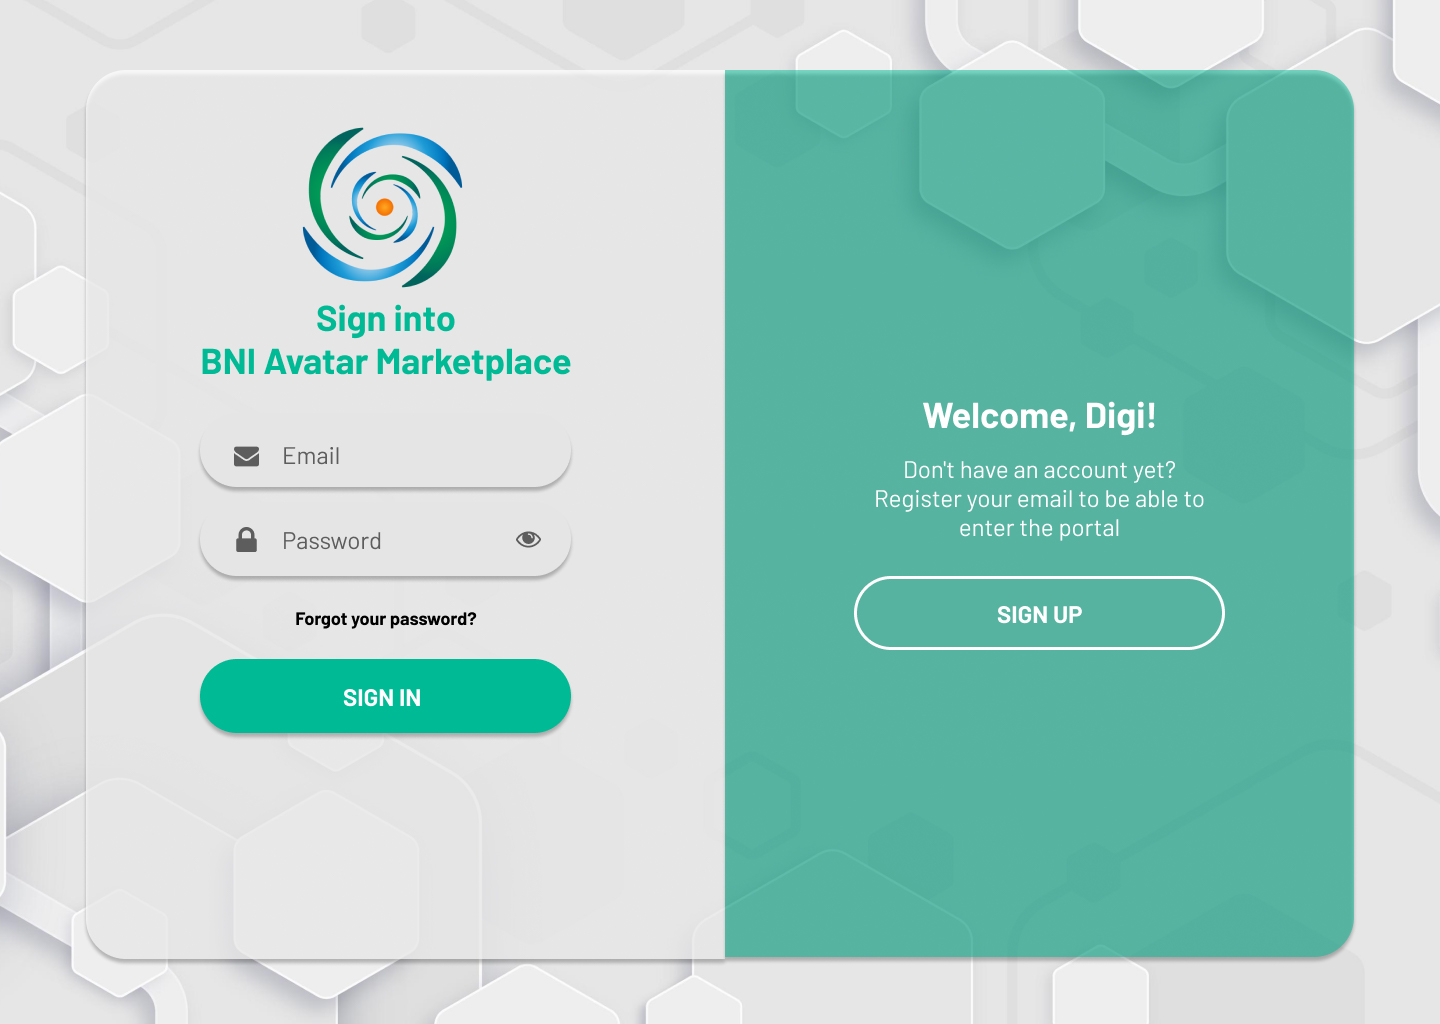 Sign into
BNI Avatar Marketplace
Email
Password
Forgot your password?
SIGN IN
Welcome, Digi!
Don't have an account yet?
Register your email to be able to
enter the portal
SIGN UP